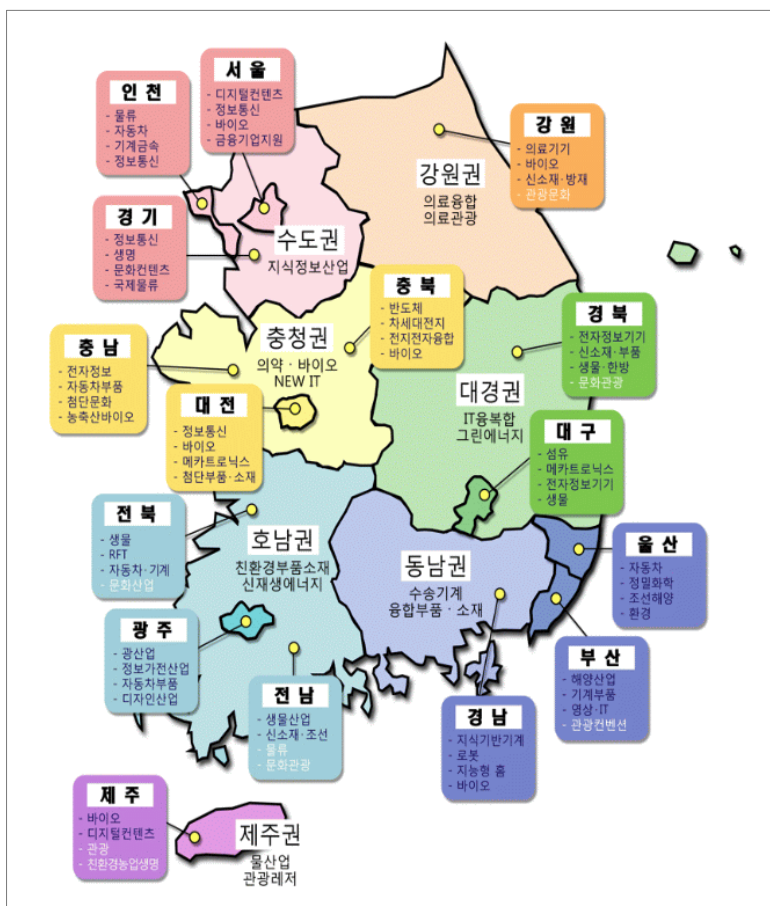 서울
- 디지털컨텐츠
- 정보통신
- 바이오
- 금융기업지원
인천
- 물류
- 자동차
- 기계금속
- 정보통신
강원
- 의료기기
- 바이오
- 신소재·방재
- 관광문화
강원권
의료융합
의료관광
경기
- 정보통신
- 생명
- 문화컨텐츠
- 국제물류
수도권
지식정보산업
충북
- 반도체
- 차세대전지
- 전지전자융합
- 바이오
경북
- 전자정보기기
- 신소재·부품
- 생물·한방
- 문화관광
충청권
의약·바이오
NEW IT
충남
- 전자정보
- 자동차부품
- 첨단문화
- 농축산바이오
대경권
IT융복합
그린에너지
대전
- 정보통신
- 바이오
- 메카트로닉스
- 첨단부품·소재
대구
- 섬유
- 메카트로닉스
- 전자정보기기
- 생물
전북
- 생물
- RFT
- 자동차·기계
- 문화산업
호남권
친환경부품소재
신재생에너지
동남권
수송기계
융합부품·소재
울산
- 자동차
- 정밀화학
- 조선해양
- 환경
광주
- 광산업
- 정보가전산업
- 자동차부품
- 디자인산업
부산
- 해양산업
- 기계부품
- 영상·IT
- 관광컨벤션
전남
- 생물산업
- 신소재·조선
- 물류
- 문화관광
경남
- 지식기반기계
- 로봇
- 지능형 홈
- 바이오
제주
- 바이오
- 디지털컨텐츠
- 관광
- 친환경농업생명
제주권
물산업
관광레저